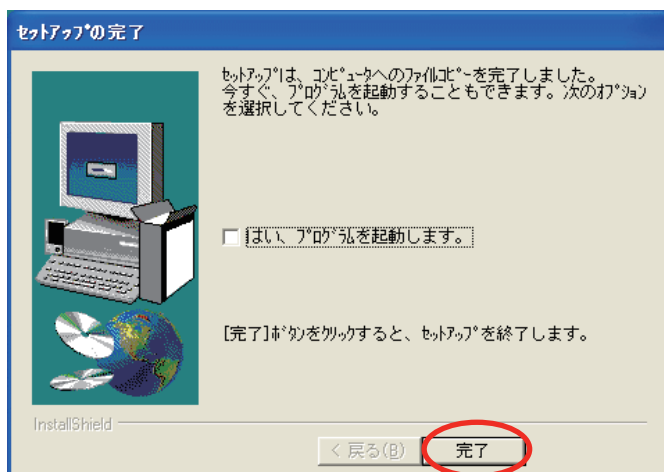 ｾｯﾄｱｯﾌﾟの完了
ｾｯﾄｱｯﾌﾟは、ｺﾝﾋﾟｭｰﾀへのﾌｧｲﾙｺﾋﾟｰを完了しました。
今すぐ、ﾌﾟﾛｸﾞﾗﾑを起動することもできます。次のｵﾌﾟｼｮﾝ
を選択してください。
はい、ﾌﾟﾛｸﾞﾗﾑを起動します。
[完了]ﾎﾞﾀﾝをｸﾘｯｸすると、ｾｯﾄｱｯﾌﾟを終了します。
InstallShield
< 戻る(B)
完了